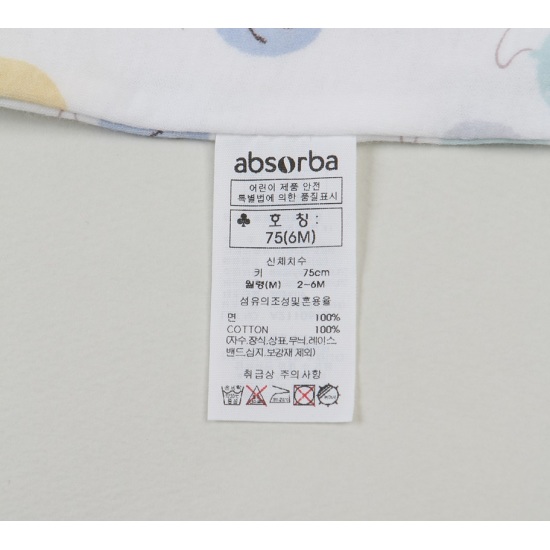 absorba
어린이 제품 안전
특별법에 의한 품질표시
♣ 호 칭 :
75(6M)
신체치수
키 75cm
월령(M) 2~6M
섬유의조성및혼용율
면 100%
COTTON 100%
(자수,장식,상표,무늬,레이스
밴드,심지,보강재 제외)
취급상 주의사항